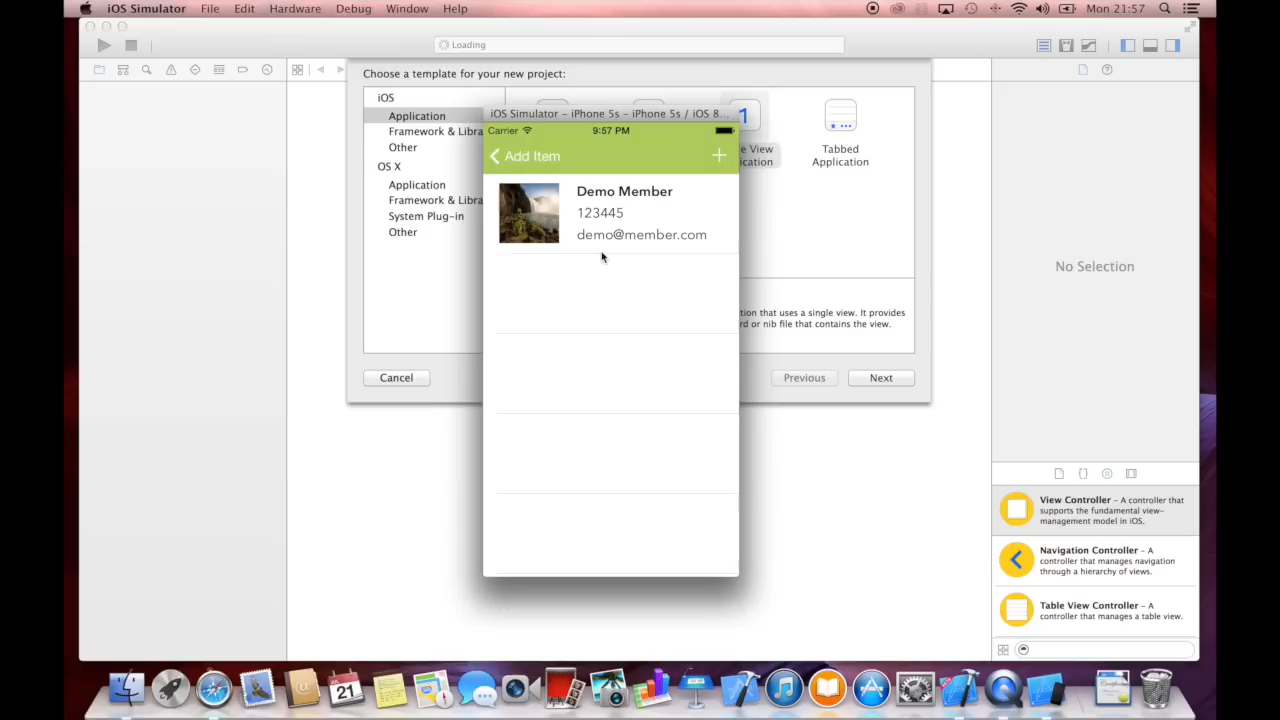 iOS Simulator File Edit Hardware Debug Window Help
Mon 21:57
Loading
Choose a template for your new project:
iOS
Application
Framework & Libra
Other
OS X
Application
Framework & Libra
System Plug-in
Other
1
e View
ication
Tabbed
Application
tion that uses a single view. It provides
rd or nib file that contains the view.
Cancel
Previous
Next
iOS Simulator - iPhone 5s - iPhone 5s / iOS 8...
Carrier
9:57 PM
Add Item
Demo Member
123445
demo@member.com
No Selection
View Controller - A controller that
supports the fundamental view-
management model in iOS.
Navigation Controller - A
controller that manages navigation
through a hierarchy of views.
Table View Controller - A
controller that manages a table view.
21